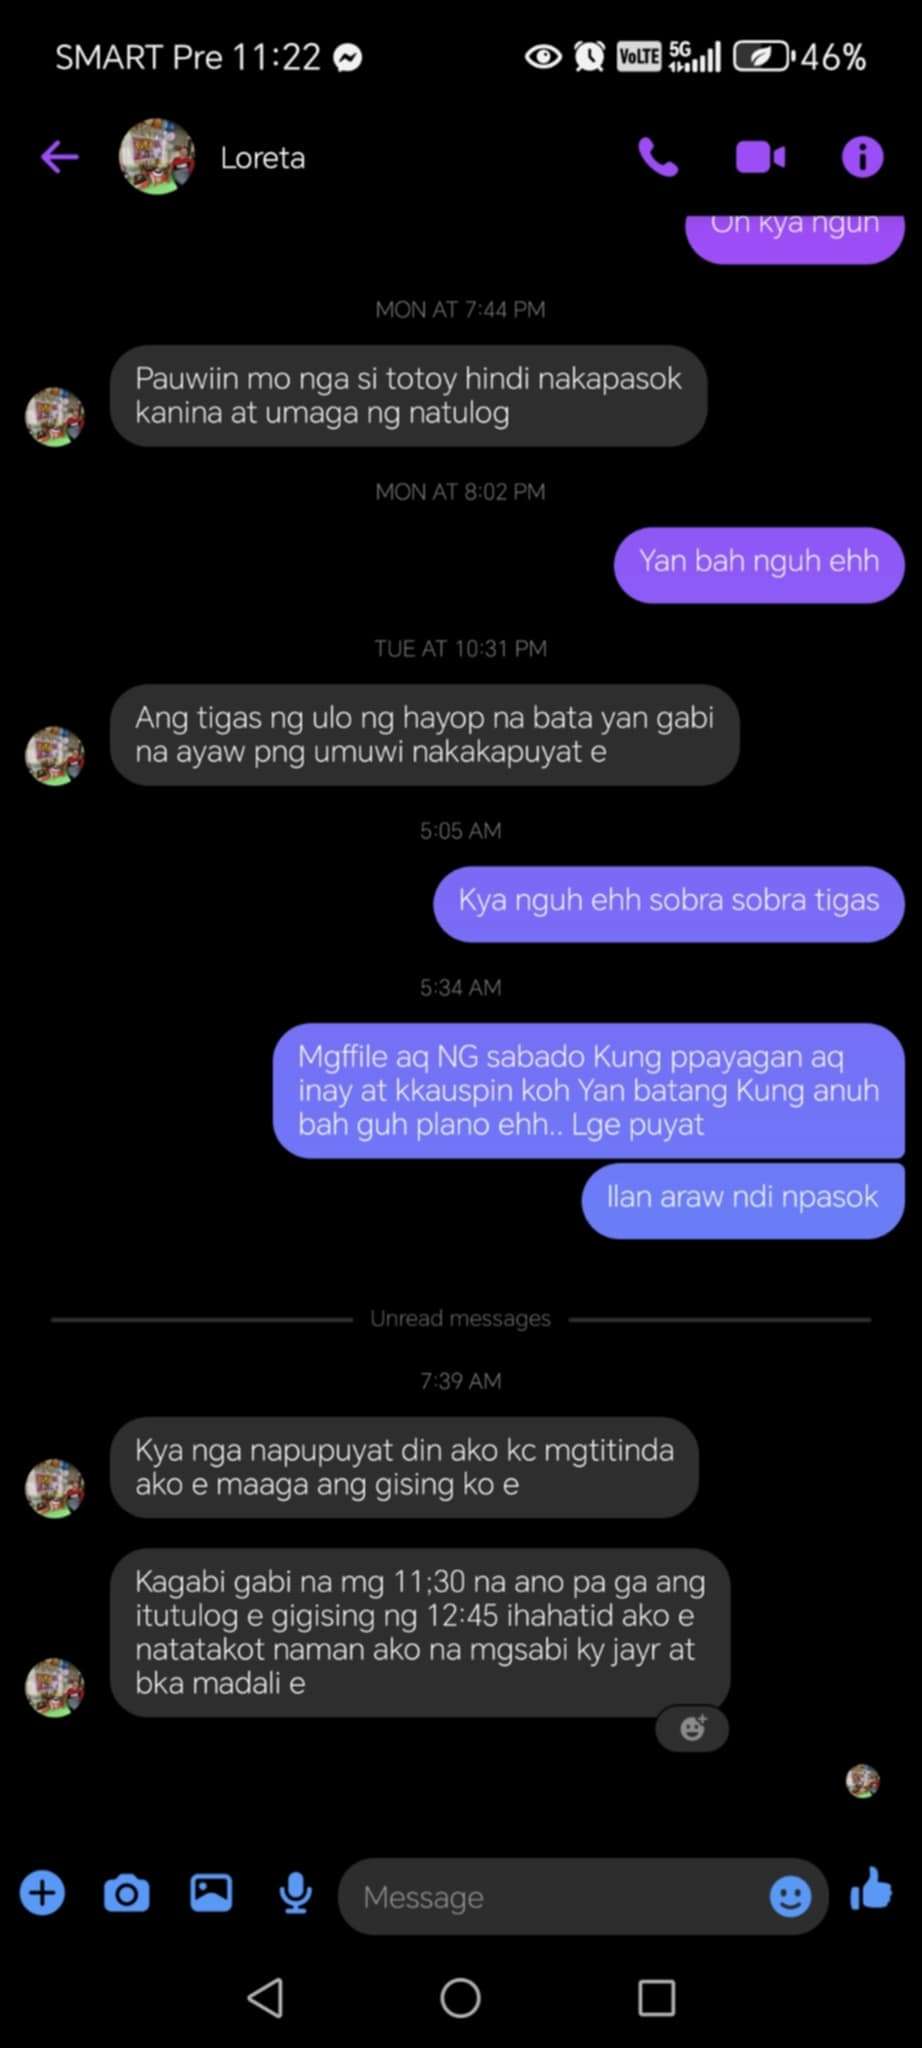 SMART Pre 11:22
VoLTE 5G 46%
Loreta
Oh kya nguh
MON AT 7:44 PM
Pauwiin mo nga si totoy hindi nakapasok
kanina at umaga ng natulog
MON AT 8:02 PM
Yan bah nguh ehh
TUE AT 10:31 PM
Ang tigas ng ulo ng hayop na bata yan gabi
na ayaw png umuwi nakakapuyat e
5:05 AM
Kya nguh ehh sobra sobra tigas
5:34 AM
Mgffile aq NG sabado Kung ppayagan aq
inay at kkauspin koh Yan batang Kung anuh
bah guh plano ehh.. Lge puyat
Ilan araw ndi npasok
Unread messages
7:39 AM
Kya nga napupuyat din ako kc mgtitinda
ako e maaga ang gising ko e
Kagabi gabi na mg 11;30 na ano pa ga ang
itutulog e gigising ng 12:45 ihahatid ako e
natatakot naman ako na mgsabi ky jayr at
bka madali e
Message